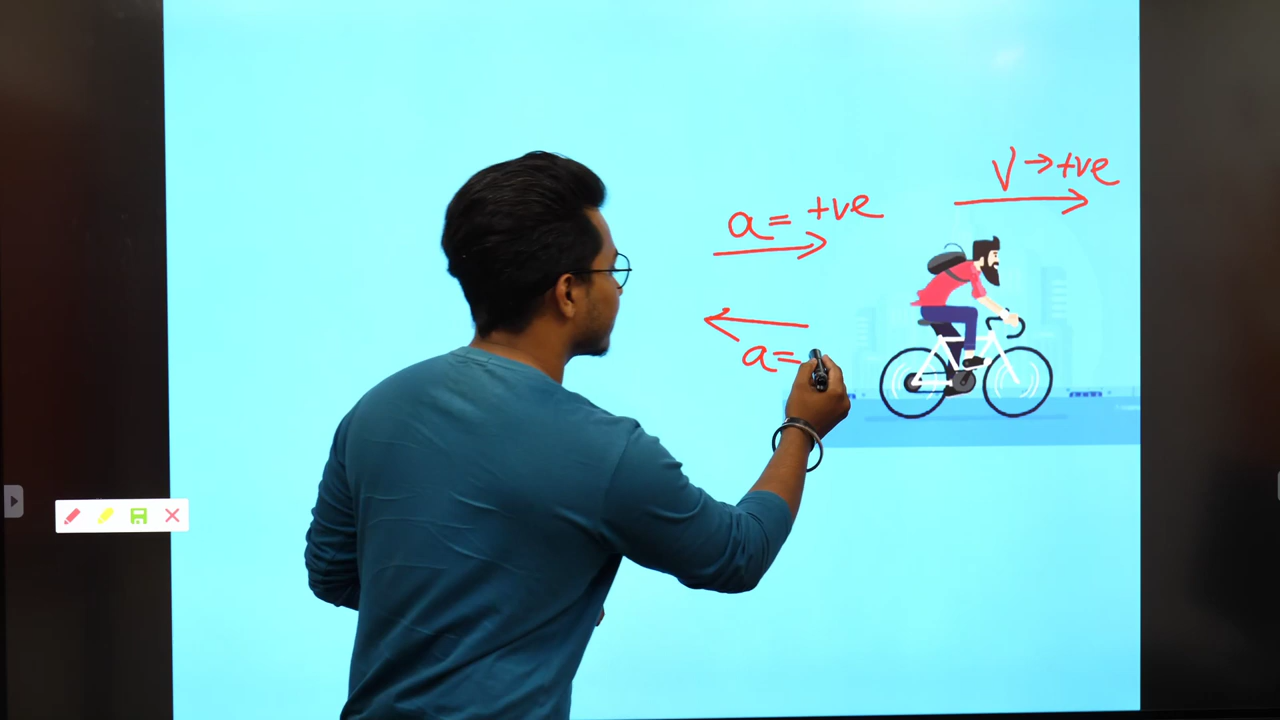 V → +ve
a = +ve
a =